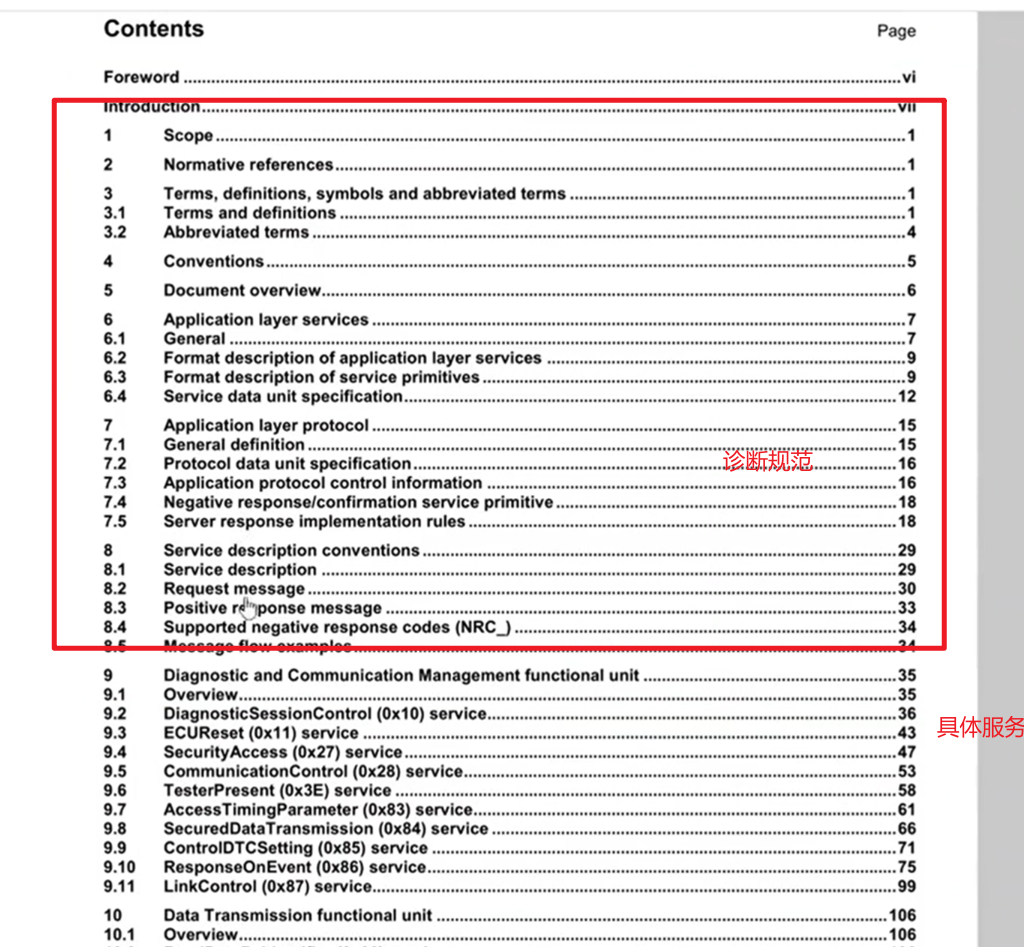 Contents Page
Foreword ........ vi
Introduction ........ vii
1 Scope ........ 1
2 Normative references ........ 1
3 Terms, definitions, symbols and abbreviated terms ........ 1
3.1 Terms and definitions ........ 1
3.2 Abbreviated terms ........ 4
4 Conventions ........ 5
5 Document overview ........ 6
6 Application layer services ........ 7
6.1 General ........ 7
6.2 Format description of application layer services ........ 9
6.3 Format description of service primitives ........ 9
6.4 Service data unit specification ........ 12
7 Application layer protocol ........ 15
7.1 General definition ........ 15
7.2 Protocol data unit specification ........ 16
诊断规范
7.3 Application protocol control information ........ 16
7.4 Negative response/confirmation service primitive ........ 18
7.5 Server response implementation rules ........ 18
8 Service description conventions ........ 29
8.1 Service description ........ 29
8.2 Request message ........ 30
8.3 Positive response message ........ 33
8.4 Supported negative response codes (NRC_) ........ 34
8.5 Message flow examples ........ 34
9 Diagnostic and Communication Management functional unit ........ 35
9.1 Overview ........ 35
9.2 DiagnosticSessionControl (0x10) service ........ 36
9.3 ECUReset (0x11) service ........ 43
具体服务
9.4 SecurityAccess (0x27) service ........ 47
9.5 CommunicationControl (0x28) service ........ 53
9.6 TesterPresent (0x3E) service ........ 58
9.7 AccessTimingParameter (0x83) service ........ 61
9.8 SecuredDataTransmission (0x84) service ........ 66
9.9 ControlDTCSetting (0x85) service ........ 71
9.10 ResponseOnEvent (0x86) service ........ 75
9.11 LinkControl (0x87) service ........ 99
10 Data Transmission functional unit ........ 106
10.1 Overview ........ 106